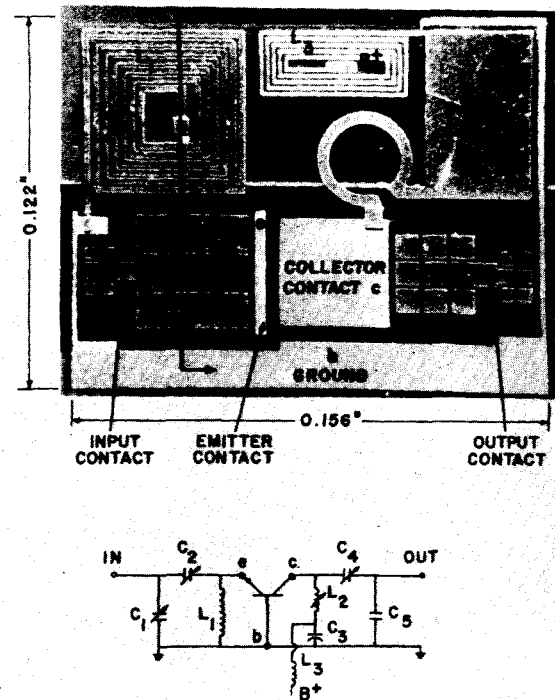 L3
B+
0.122"
COLLECTOR
CONTACT c
b
GROUND
0.156"
INPUT
CONTACT
EMITTER
CONTACT
OUTPUT
CONTACT
IN
C2
e
c
C4
OUT
C1
L1
b
L2
C3
C5
L3
B+